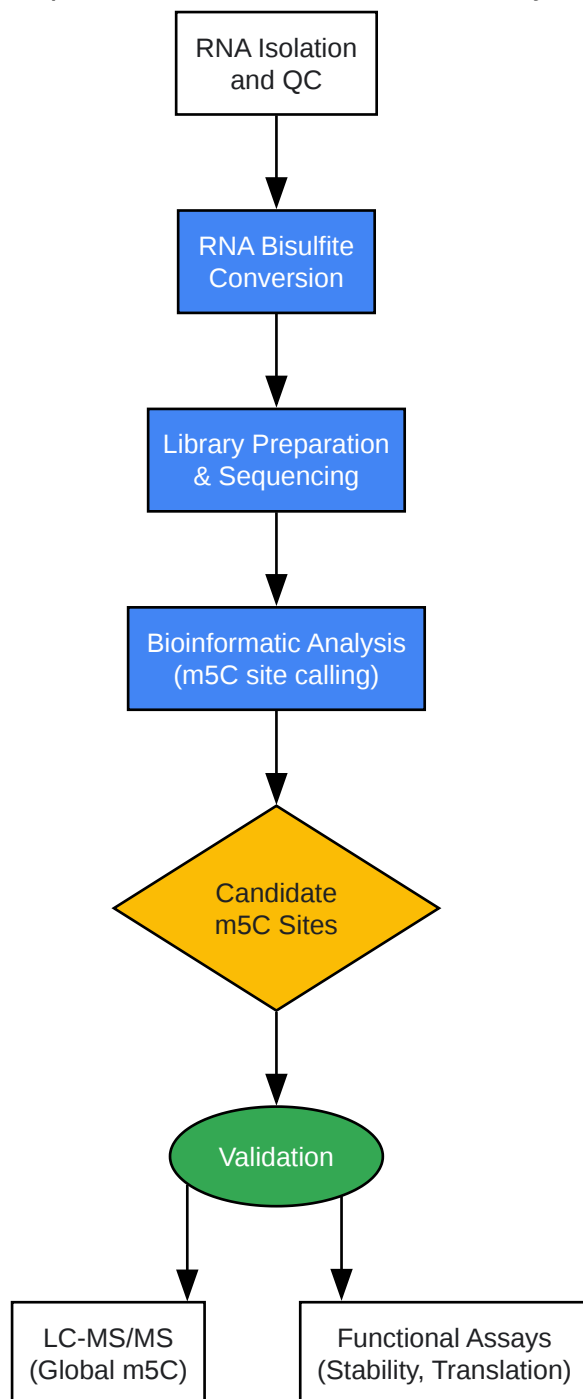 RNA Isolation
and QC
RNA Bisulfite
Conversion
Library Preparation
& Sequencing
Bioinformatic Analysis
(m5C site calling)
Candidate
m5C Sites
Validation
LC-MS/MS
(Global m5C)
Functional Assays
(Stability, Translation)